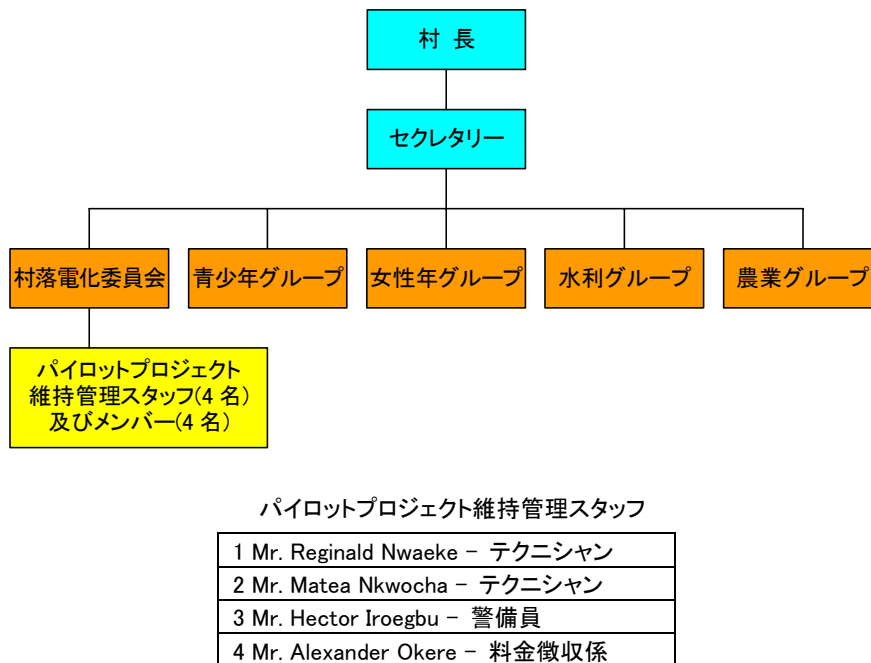 村 長
セクレタリー
村落電化委員会
青少年グループ
女性年グループ
水利グループ
農業グループ
パイロットプロジェクト
維持管理スタッフ(4 名)
及びメンバー(4 名)
パイロットプロジェクト維持管理スタッフ
1 Mr. Reginald Nwaeke − テクニシャン
2 Mr. Matea Nkwocha − テクニシャン
3 Mr. Hector Iroegbu − 警備員
4 Mr. Alexander Okere − 料金徴収係